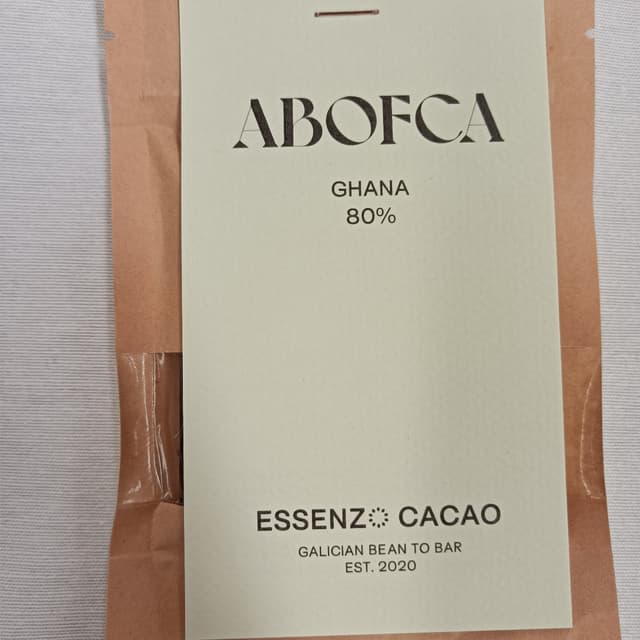 ABOFCA
GHANA
80%
ESSENZO CACAO
GALICIAN BEAN TO BAR
EST. 2020